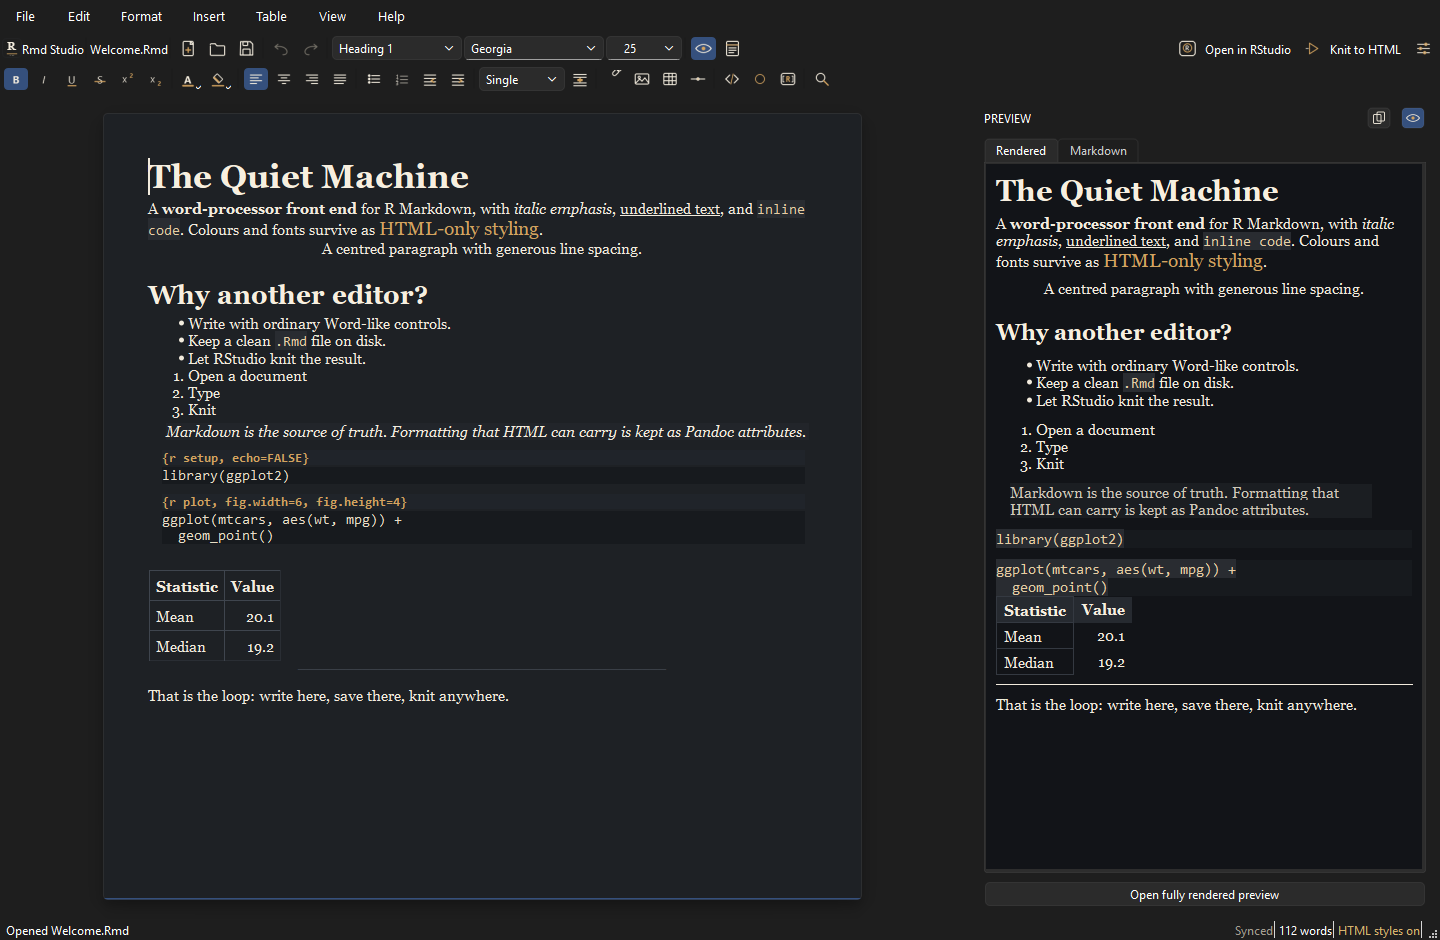 File Edit Format Insert Table View Help
R Rmd Studio Welcome.Rmd Heading 1 Georgia 25 R Open in RStudio Knit to HTML
B I U S x² x₂ A Single </> R
PREVIEW
Rendered Markdown
The Quiet Machine
A word-processor front end for R Markdown, with italic emphasis, underlined text, and inline
code. Colours and fonts survive as HTML-only styling.
A centred paragraph with generous line spacing.
Why another editor?
• Write with ordinary Word-like controls.
• Keep a clean .Rmd file on disk.
• Let RStudio knit the result.
1. Open a document
2. Type
3. Knit
Markdown is the source of truth. Formatting that HTML can carry is kept as Pandoc attributes.
{r setup, echo=FALSE}
library(ggplot2)
{r plot, fig.width=6, fig.height=4}
ggplot(mtcars, aes(wt, mpg)) +
geom_point()
Statistic Value
Mean 20.1
Median 19.2
That is the loop: write here, save there, knit anywhere.
The Quiet Machine
A word-processor front end for R Markdown, with italic
emphasis, underlined text, and inline code. Colours and
fonts survive as HTML-only styling.
A centred paragraph with generous line spacing.
Why another editor?
• Write with ordinary Word-like controls.
• Keep a clean .Rmd file on disk.
• Let RStudio knit the result.
1. Open a document
2. Type
3. Knit
Markdown is the source of truth. Formatting that
HTML can carry is kept as Pandoc attributes.
library(ggplot2)
ggplot(mtcars, aes(wt, mpg)) +
geom_point()
Statistic Value
Mean 20.1
Median 19.2
That is the loop: write here, save there, knit anywhere.
Open fully rendered preview
Opened Welcome.Rmd Synced 112 words HTML styles on